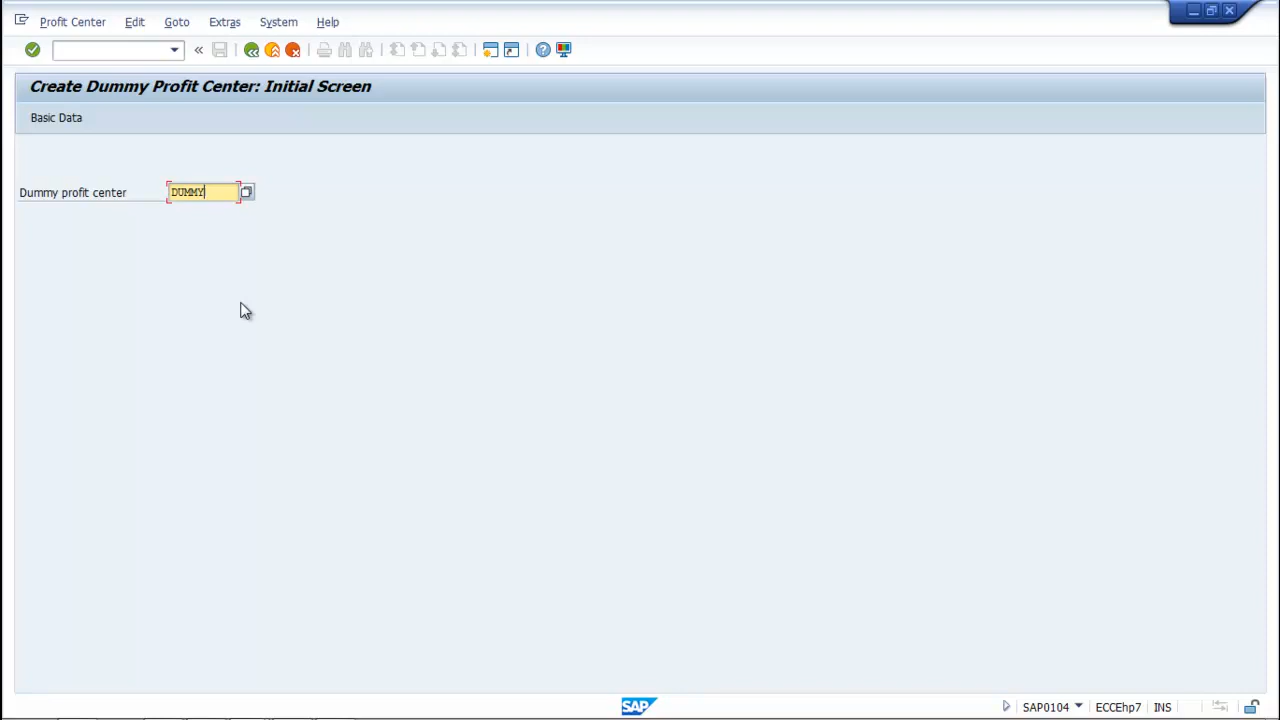 Profit Center Edit Goto Extras System Help
Create Dummy Profit Center: Initial Screen
Basic Data
Dummy profit center DUMMY
SAP SAP0104 ECCEhp7 INS